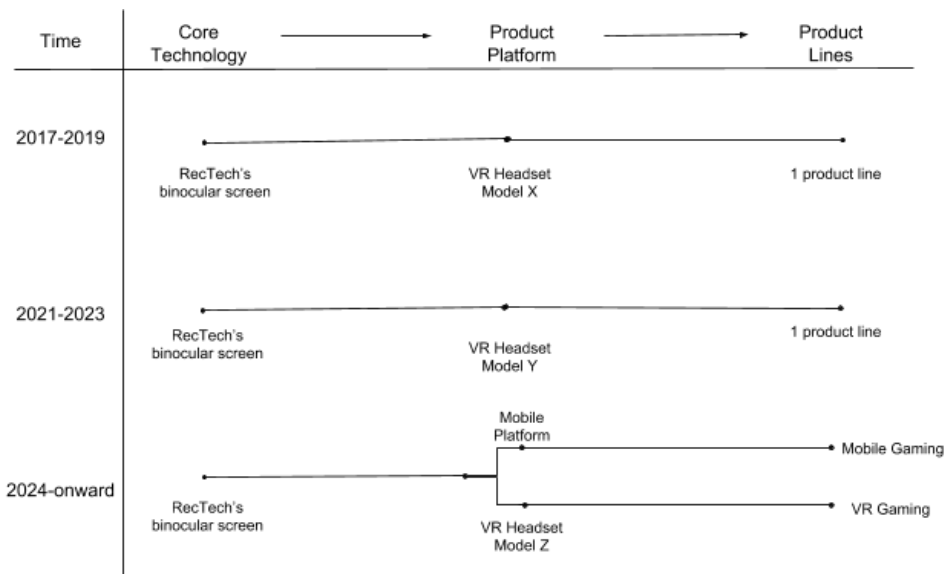 Time
Core
Technology
Product
Platform
Product
Lines
2017-2019
RecTech's
binocular screen
VR Headset
Model X
1 product line
2021-2023
RecTech's
binocular screen
VR Headset
Model Y
1 product line
2024-onward
RecTech's
binocular screen
Mobile
Platform
Mobile Gaming
VR Headset
Model Z
VR Gaming